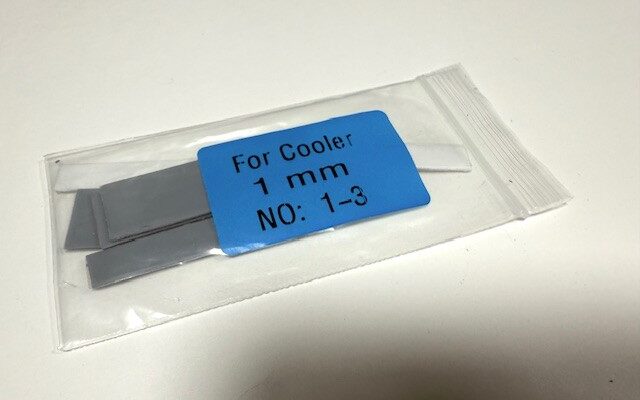 For Cooler
1 mm
NO: 1-3